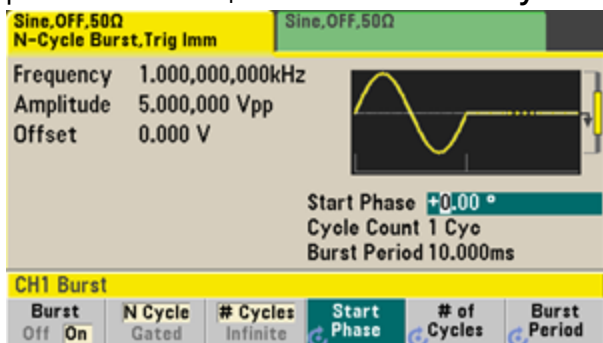 Sine,OFF,50Ω
N-Cycle Burst,Trig Imm
Sine,OFF,50Ω
Frequency 1.000,000,000kHz
Amplitude 5.000,000 Vpp
Offset 0.000 V
Start Phase +0.00 °
Cycle Count 1 Cyc
Burst Period 10.000ms
CH1 Burst
Burst Off On
N Cycle Gated
# Cycles Infinite
Start Phase
# of Cycles
Burst Period